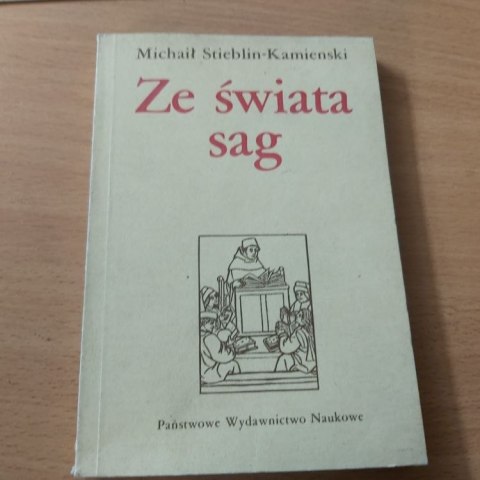 Michaił Stieblin-Kamienski
Ze świata
sag
Państwowe Wydawnictwo Naukowe